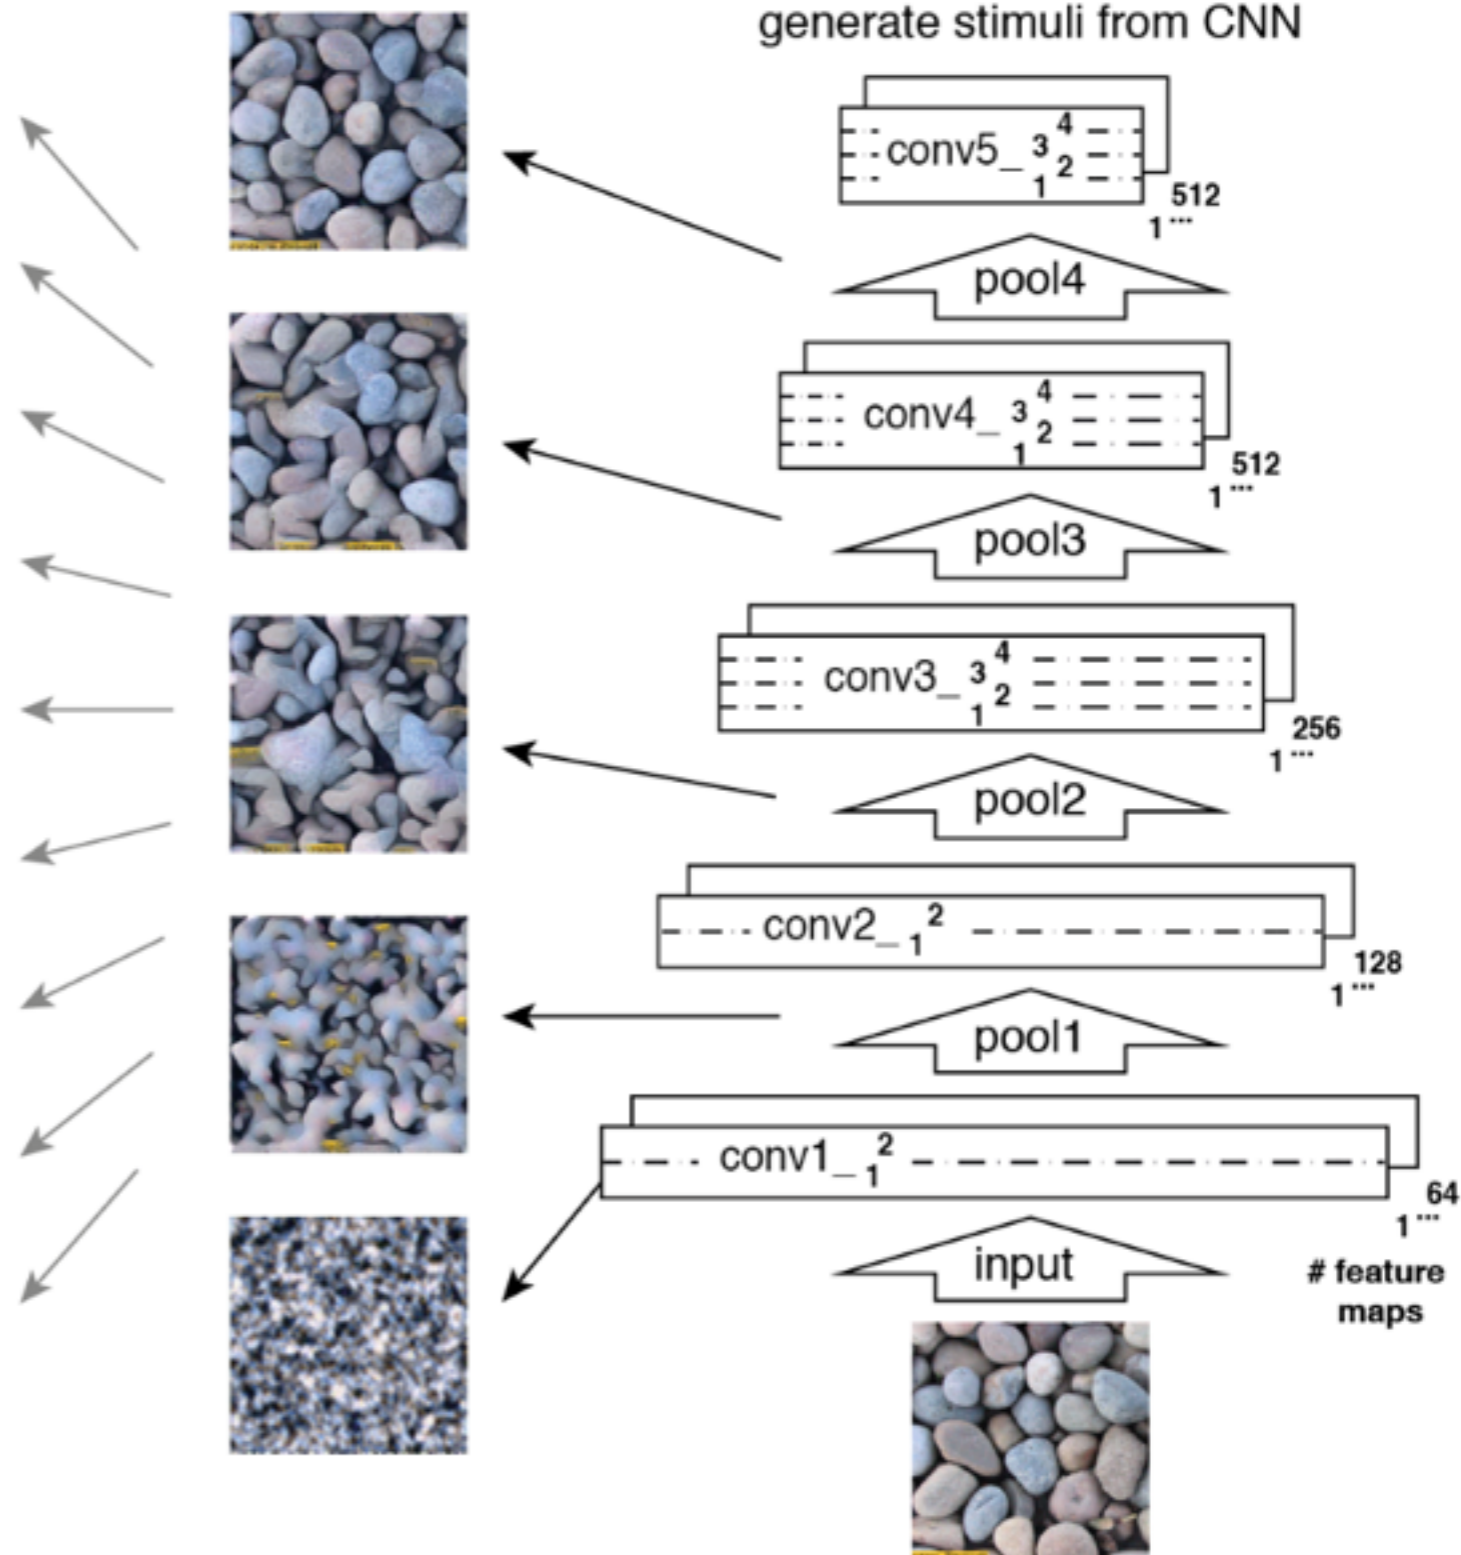 generate stimuli from CNN
conv5_ 1 2 3 4
1 ... 512
pool4
conv4_ 1 2 3 4
1 ... 512
pool3
conv3_ 1 2 3 4
1 ... 256
pool2
conv2_ 1 2
1 ... 128
pool1
conv1_ 1 2
1 ... 64
input
# feature
maps